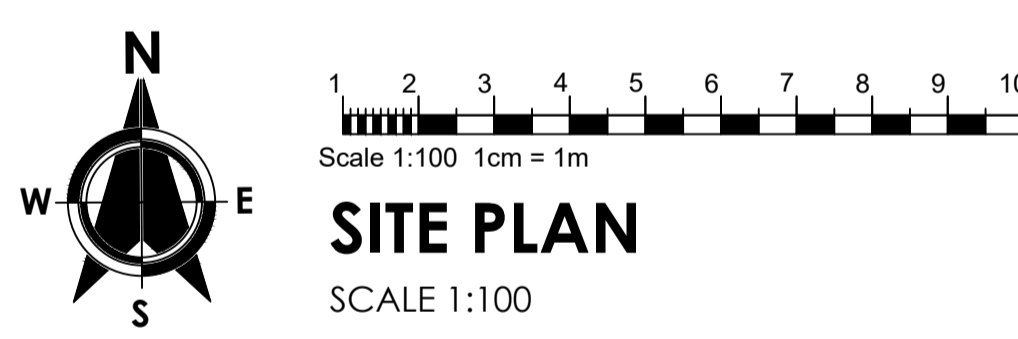 N
W E
S
1 2 3 4 5 6 7 8 9 10
Scale 1:100 1cm = 1m
SITE PLAN
SCALE 1:100